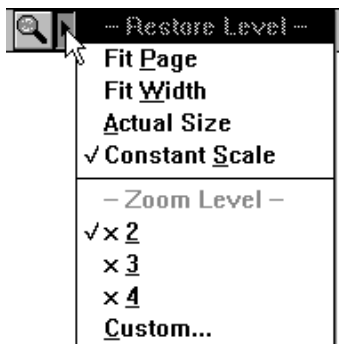 – Restore Level –
Fit Page
Fit Width
Actual Size
√ Constant Scale
– Zoom Level –
√ x 2
x 3
x 4
Custom...